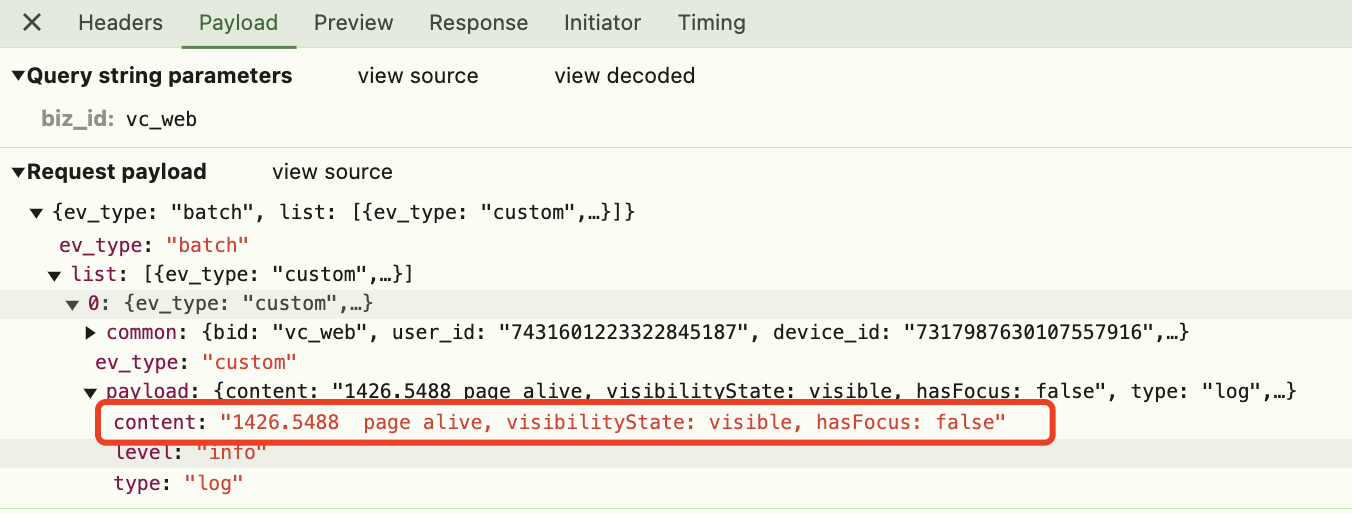 × Headers Payload Preview Response Initiator Timing
▼Query string parameters view source view decoded
biz_id: vc_web
▼Request payload view source
▼ {ev_type: "batch", list: [{ev_type: "custom",…}]}
ev_type: "batch"
▼ list: [{ev_type: "custom",…}]
▼ 0: {ev_type: "custom",…}
▶ common: {bid: "vc_web", user_id: "7431601223322845187", device_id: "7317987630107557916",…}
ev_type: "custom"
▼ payload: {content: "1426.5488 page alive, visibilityState: visible, hasFocus: false", type: "log",…}
content: "1426.5488  page alive, visibilityState: visible, hasFocus: false"
level: "info"
type: "log"